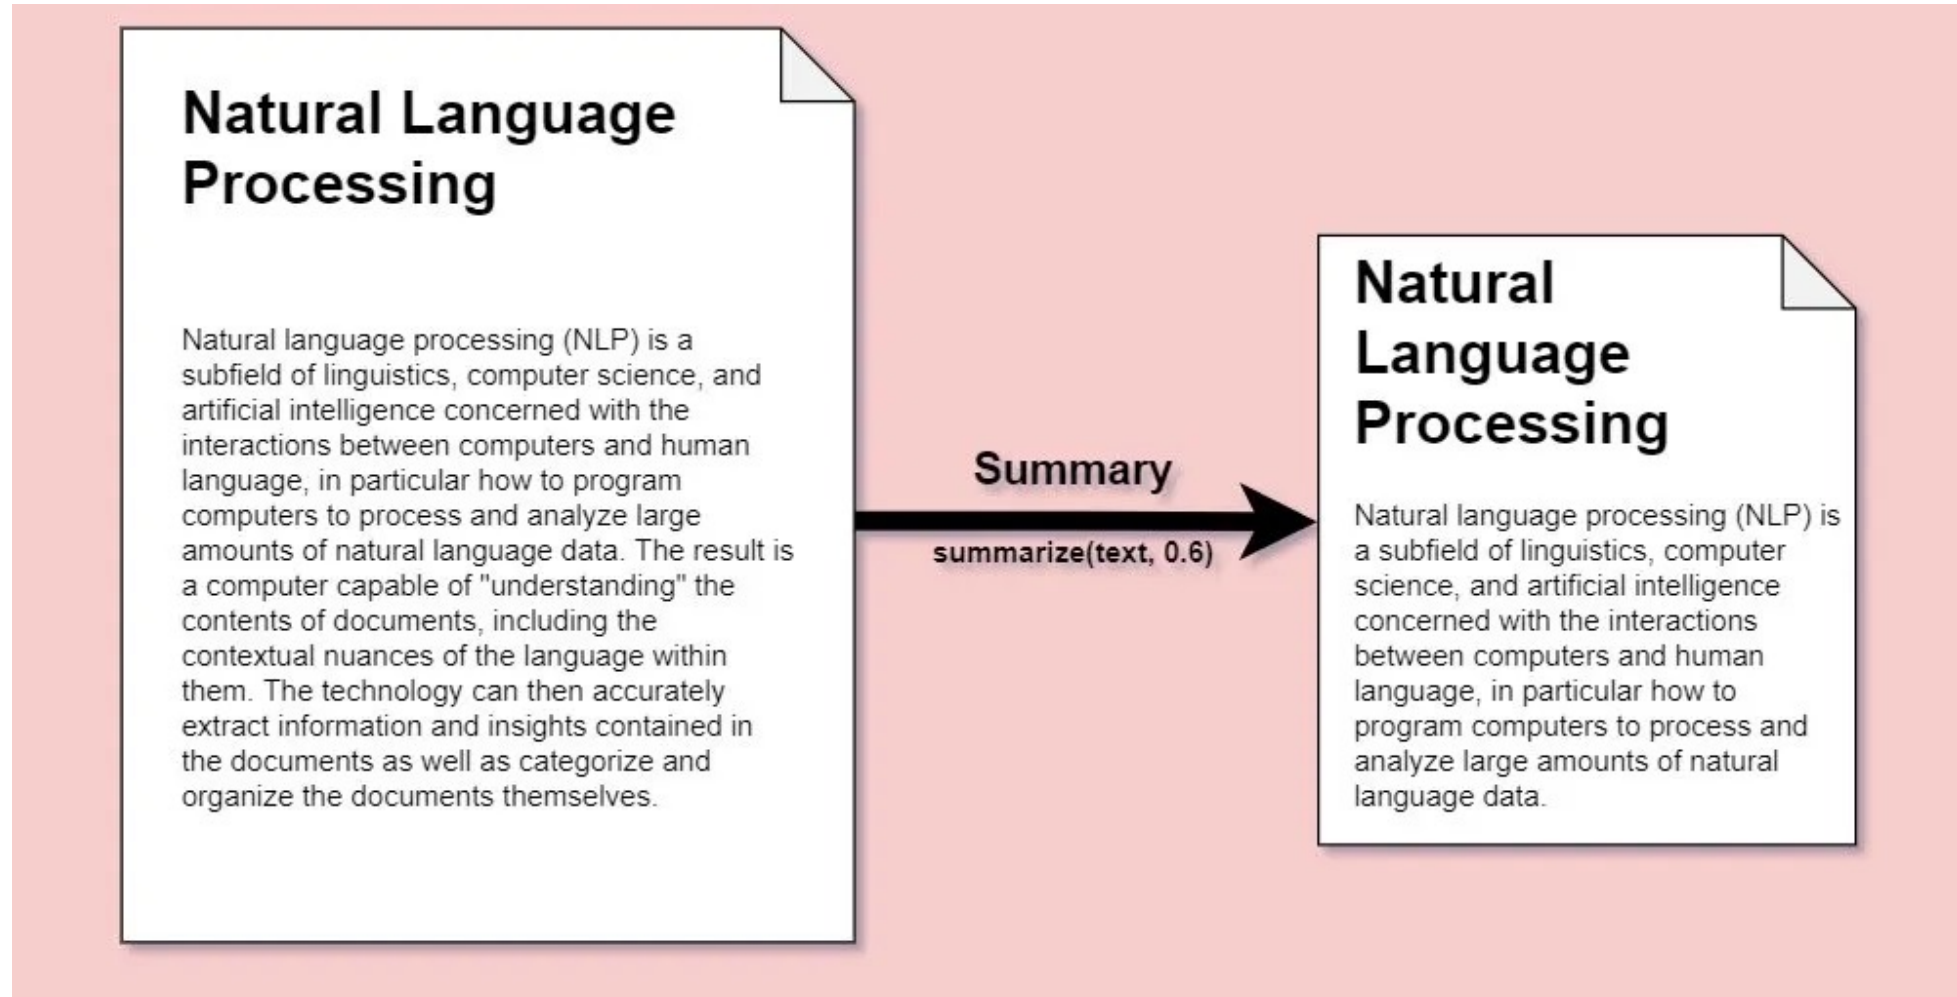 Natural Language
Processing
Natural language processing (NLP) is a
subfield of linguistics, computer science, and
artificial intelligence concerned with the
interactions between computers and human
language, in particular how to program
computers to process and analyze large
amounts of natural language data. The result is
a computer capable of "understanding" the
contents of documents, including the
contextual nuances of the language within
them. The technology can then accurately
extract information and insights contained in
the documents as well as categorize and
organize the documents themselves.
Summary
summarize(text, 0.6)
Natural
Language
Processing
Natural language processing (NLP) is
a subfield of linguistics, computer
science, and artificial intelligence
concerned with the interactions
between computers and human
language, in particular how to
program computers to process and
analyze large amounts of natural
language data.